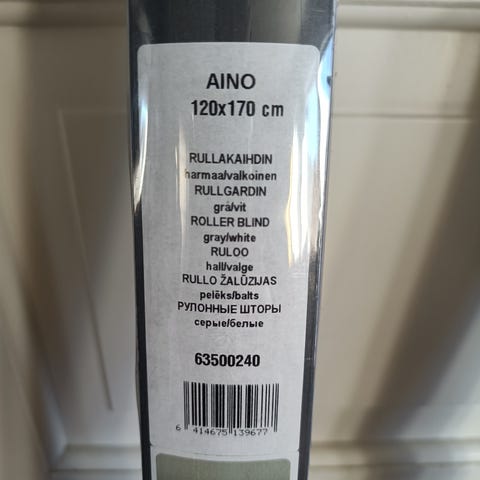 AINO
120x170 cm
RULLAKAIHDIN
harmaa/valkoinen
RULLGARDIN
grå/vit
ROLLER BLIND
gray/white
RULOO
hall/valge
RULLO ŽALŪZIJAS
pelēks/balts
РУЛОННЫЕ ШТОРЫ
серые/белые
63500240
6 414675 139677